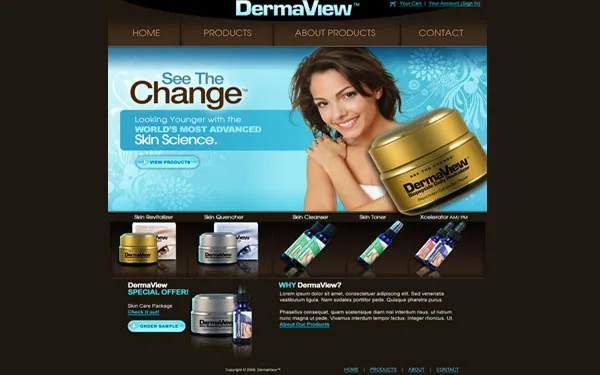 DermaView™
Your Cart | Your Account (Sign In)
HOME
PRODUCTS
ABOUT PRODUCTS
CONTACT
See The
Change™
Looking Younger with the
WORLD'S MOST ADVANCED
Skin Science.
VIEW PRODUCTS
SEE THE CHANGE
DermaView
Skin Revitalizer
Skin Quencher
Skin Cleanser
Skin Toner
Xcelerator AM/ PM
DermaView
SPECIAL OFFER!
Skin Care Package
Check it out!
ORDER SAMPLE
DermaView
WHY DermaView?
Lorem ipsum dolor sit amet, consectetuer adipiscing elit. Sed venenatis
vestibulum ligula. Nam sodales porttitor pede. Quisque pharetra purus.
Phasellus consequat, quam scelerisque diam nisl interdum risus, ut rutrum
nunc magna ut pede. Vivamus interdum tempor lectus. Integer rhoncus. Ut.
About Our Products
Copyright © 2008, DermaView™
HOME | PRODUCTS | ABOUT | CONTACT